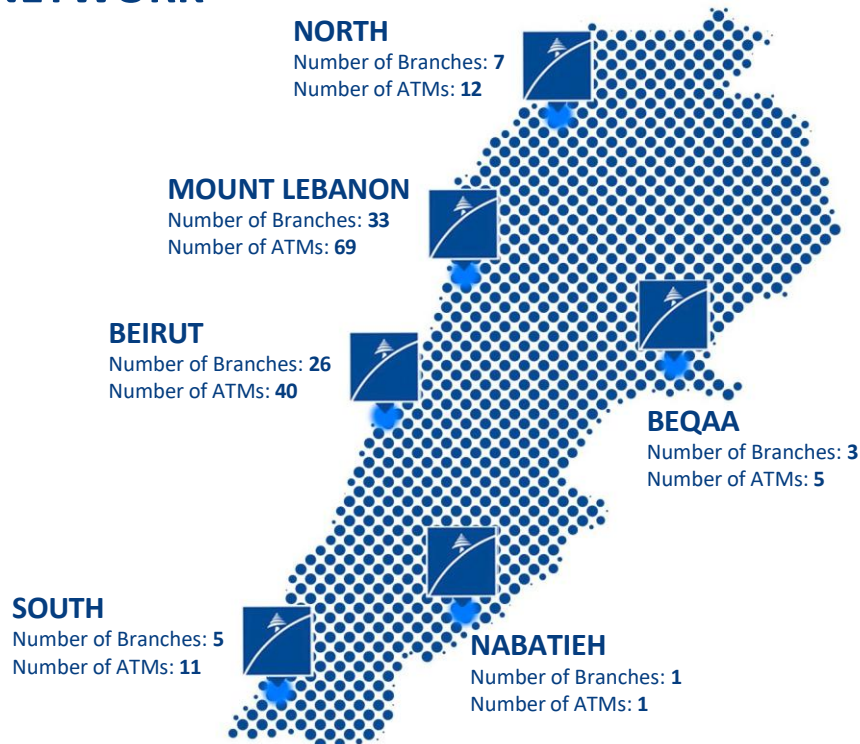 NETWORK
NORTH
Number of Branches: 7
Number of ATMs: 12
MOUNT LEBANON
Number of Branches: 33
Number of ATMs: 69
BEIRUT
Number of Branches: 26
Number of ATMs: 40
BEQAA
Number of Branches: 3
Number of ATMs: 5
SOUTH
Number of Branches: 5
Number of ATMs: 11
NABATIEH
Number of Branches: 1
Number of ATMs: 1